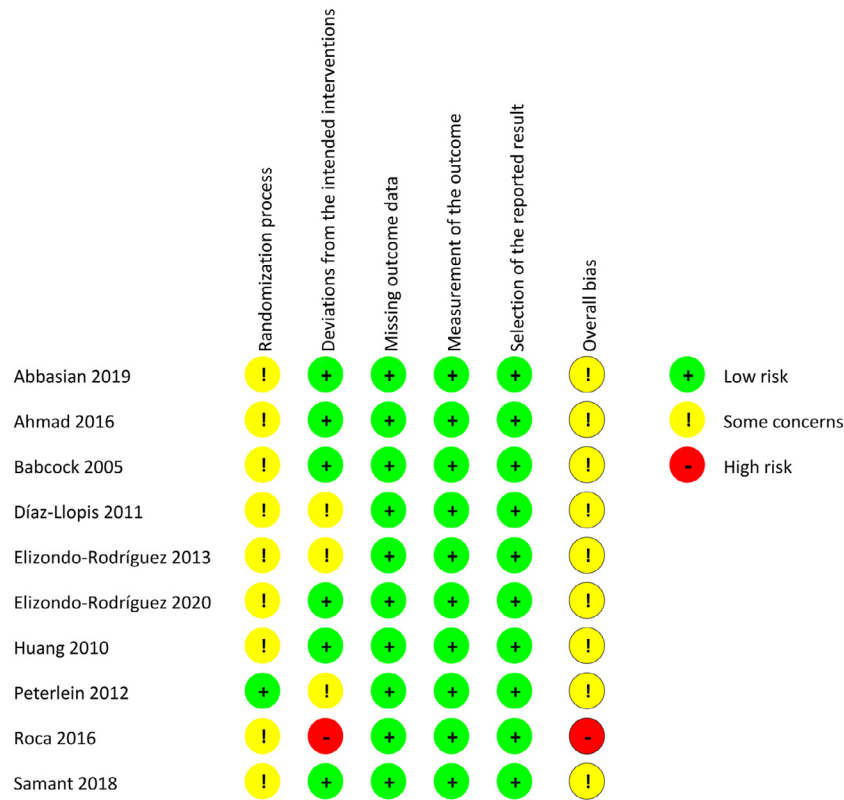 Randomization process
Deviations from the intended interventions
Missing outcome data
Measurement of the outcome
Selection of the reported result
Overall bias
Abbasian 2019 ! + + + + !
Ahmad 2016 ! + + + + !
Babcock 2005 ! + + + + !
Díaz-Llopis 2011 ! ! + + + !
Elizondo-Rodríguez 2013 ! ! + + + !
Elizondo-Rodríguez 2020 ! + + + + !
Huang 2010 ! + + + + !
Peterlein 2012 + ! + + + !
Roca 2016 ! - + + + -
Samant 2018 ! + + + + !
+ Low risk
! Some concerns
- High risk